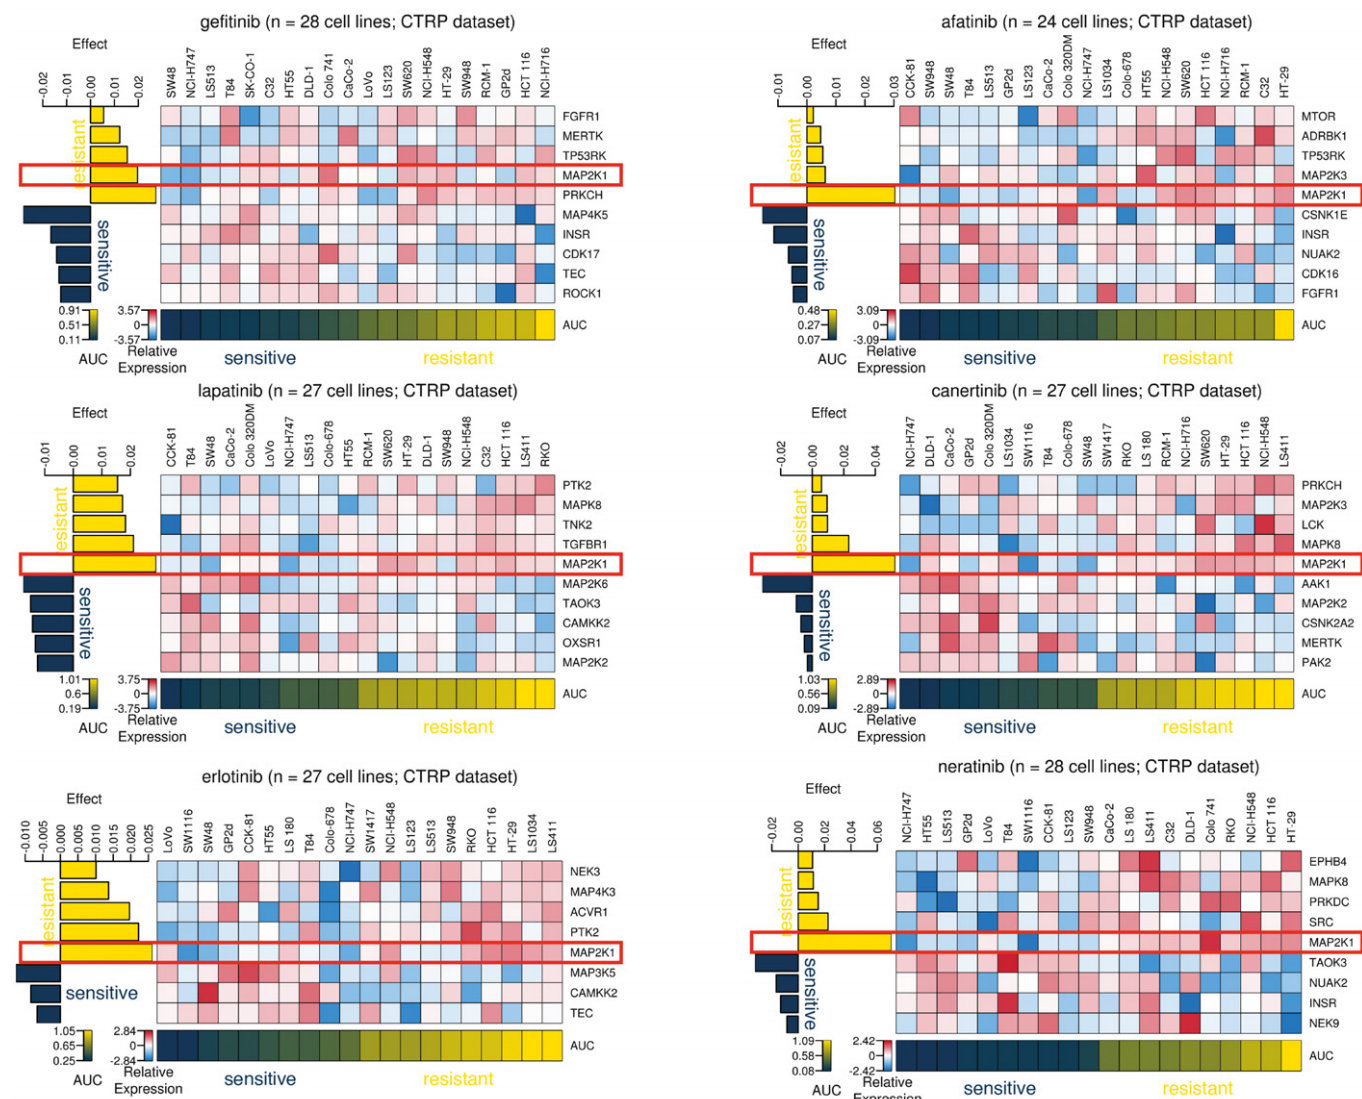 gefitinib (n = 28 cell lines; CTRP dataset)
Effect
-0.02
0.00
0.01
0.02
SW48
NCI-H747
LS513
T84
SK-CO-1
C32
HT55
DLD-1
Colo 741
CaCo-2
LoVo
LS123
SW620
NCI-H548
HT-29
SW948
RCM-1
GP2d
HCT 116
NCI-H716
resistant
sensitive
FGFR1
MERTK
TP53RK
MAP2K1
PRKCH
MAP4K5
INSR
CDK17
TEC
ROCK1
0.91
0.51
0.11
AUC
3.57
0
-3.57
Relative
Expression
AUC
sensitive
resistant
afatinib (n = 24 cell lines; CTRP dataset)
Effect
-0.01
0.00
0.01
0.02
0.03
CCK-81
SW948
SW48
T84
LS513
GP2d
LS123
CaCo-2
Colo 320DM
NCI-H747
LS1034
Colo-678
HT55
NCI-H548
SW620
HCT 116
NCI-H716
RCM-1
C32
HT-29
resistant
sensitive
MTOR
ADRBK1
TP53RK
MAP2K3
MAP2K1
CSNK1E
INSR
NUAK2
CDK16
FGFR1
0.48
0.27
0.07
AUC
3.09
0
-3.09
Relative
Expression
AUC
sensitive
resistant
lapatinib (n = 27 cell lines; CTRP dataset)
Effect
-0.01
0.00
0.01
0.02
CCK-81
T84
SW48
CaCo-2
Colo 320DM
LoVo
NCI-H747
LS513
Colo-678
HT55
RCM-1
SW620
HT-29
DLD-1
SW948
NCI-H548
C32
HCT 116
LS411
RKO
esistant
sensitive
PTK2
MAPK8
TNK2
TGFBR1
MAP2K1
MAP2K6
TAOK3
CAMKK2
OXSR1
MAP2K2
1.01
0.6
0.19
AUC
3.75
0
-3.75
Relative
Expression
AUC
sensitive
resistant
canertinib (n = 27 cell lines; CTRP dataset)
Effect
-0.02
0.00
0.02
0.04
NCI-H747
DLD-1
CaCo-2
GP2d
Colo 320DM
LS1034
SW1116
T84
Colo-678
SW48
SW1417
RKO
LS 180
RCM-1
NCI-H716
SW620
HT-29
HCT 116
NCI-H548
LS411
resistant
sensitive
PRKCH
MAP2K3
LCK
MAPK8
MAP2K1
AAK1
MAP2K2
CSNK2A2
MERTK
PAK2
1.03
0.56
0.09
AUC
2.89
0
-2.89
Relative
Expression
AUC
sensitive
resistant
erlotinib (n = 27 cell lines; CTRP dataset)
Effect
-0.010
-0.005
0.000
0.005
0.010
0.015
0.020
0.025
LoVo
SW1116
SW48
GP2d
CCK-81
HT55
LS 180
T84
Colo-678
NCI-H747
SW1417
NCI-H548
LS123
LS513
SW948
RKO
HCT 116
HT-29
LS1034
LS411
resistant
sensitive
NEK3
MAP4K3
ACVR1
PTK2
MAP2K1
MAP3K5
CAMKK2
TEC
1.05
0.65
0.25
AUC
2.84
0
-2.84
Relative
Expression
AUC
sensitive
resistant
neratinib (n = 28 cell lines; CTRP dataset)
Effect
-0.02
0.00
0.02
0.04
0.06
NCI-H747
HT55
LS513
GP2d
LoVo
T84
SW1116
CCK-81
LS123
SW948
CaCo-2
LS 180
LS411
C32
DLD-1
Colo 741
RKO
NCI-H548
HCT 116
HT-29
resistant
sensitive
EPHB4
MAPK8
PRKDC
SRC
MAP2K1
TAOK3
NUAK2
INSR
NEK9
1.09
0.58
0.08
AUC
2.42
0
-2.42
Relative
Expression
AUC
sensitive
resistant